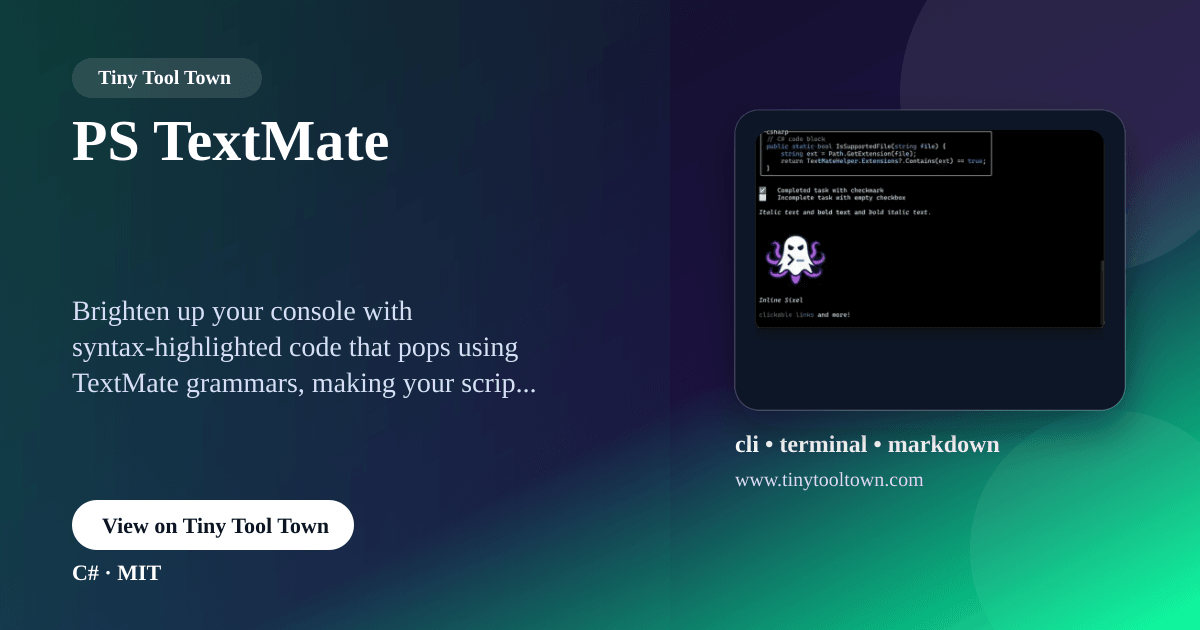 Tiny Tool Town
PS TextMate
Brighten up your console with
syntax-highlighted code that pops using
TextMate grammars, making your scrip...
View on Tiny Tool Town
C# · MIT
csharp
// C# code block
public static bool IsSupportedFile(string file) {
string ext = Path.GetExtension(file);
return TextMateHelper.Extensions?.Contains(ext) == true;
}
Completed task with checkmark
Incomplete task with empty checkbox
Italic text and bold text and bold italic text.
Inline Sixel
clickable links and more!
cli • terminal • markdown
www.tinytooltown.com